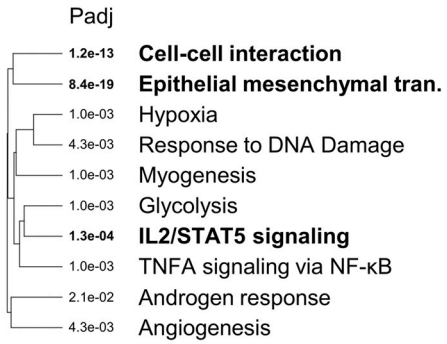 Padj
1.2e-13 Cell-cell interaction
8.4e-19 Epithelial mesenchymal tran.
1.0e-03 Hypoxia
4.3e-03 Response to DNA Damage
1.0e-03 Myogenesis
1.0e-03 Glycolysis
1.3e-04 IL2/STAT5 signaling
1.0e-03 TNFA signaling via NF-κB
2.1e-02 Androgen response
4.3e-03 Angiogenesis